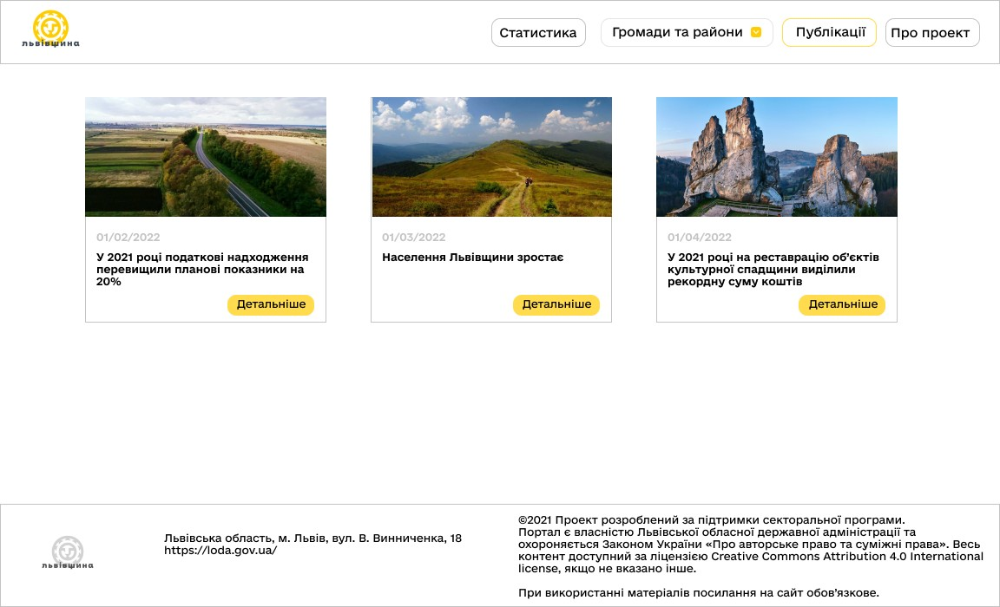 львівщина
Статистика
Громади та райони
Публікації
Про проект
01/02/2022
У 2021 році податкові надходження
перевищили планові показники на
20%
Детальніше
01/03/2022
Населення Львівщини зростає
Детальніше
01/04/2022
У 2021 році на реставрацію об'єктів
культурної спадщини виділили
рекордну суму коштів
Детальніше
львівщина
Львівська область, м. Львів, вул. В. Винниченка, 18
https://loda.gov.ua/
©2021 Проект розроблений за підтримки секторальної програми.
Портал є власністю Львівської обласної державної адміністрації та
охороняється Законом України «Про авторське право та суміжні права». Весь
контент доступний за ліцензією Creative Commons Attribution 4.0 International
license, якщо не вказано інше.
При використанні матеріалів посилання на сайт обов'язкове.